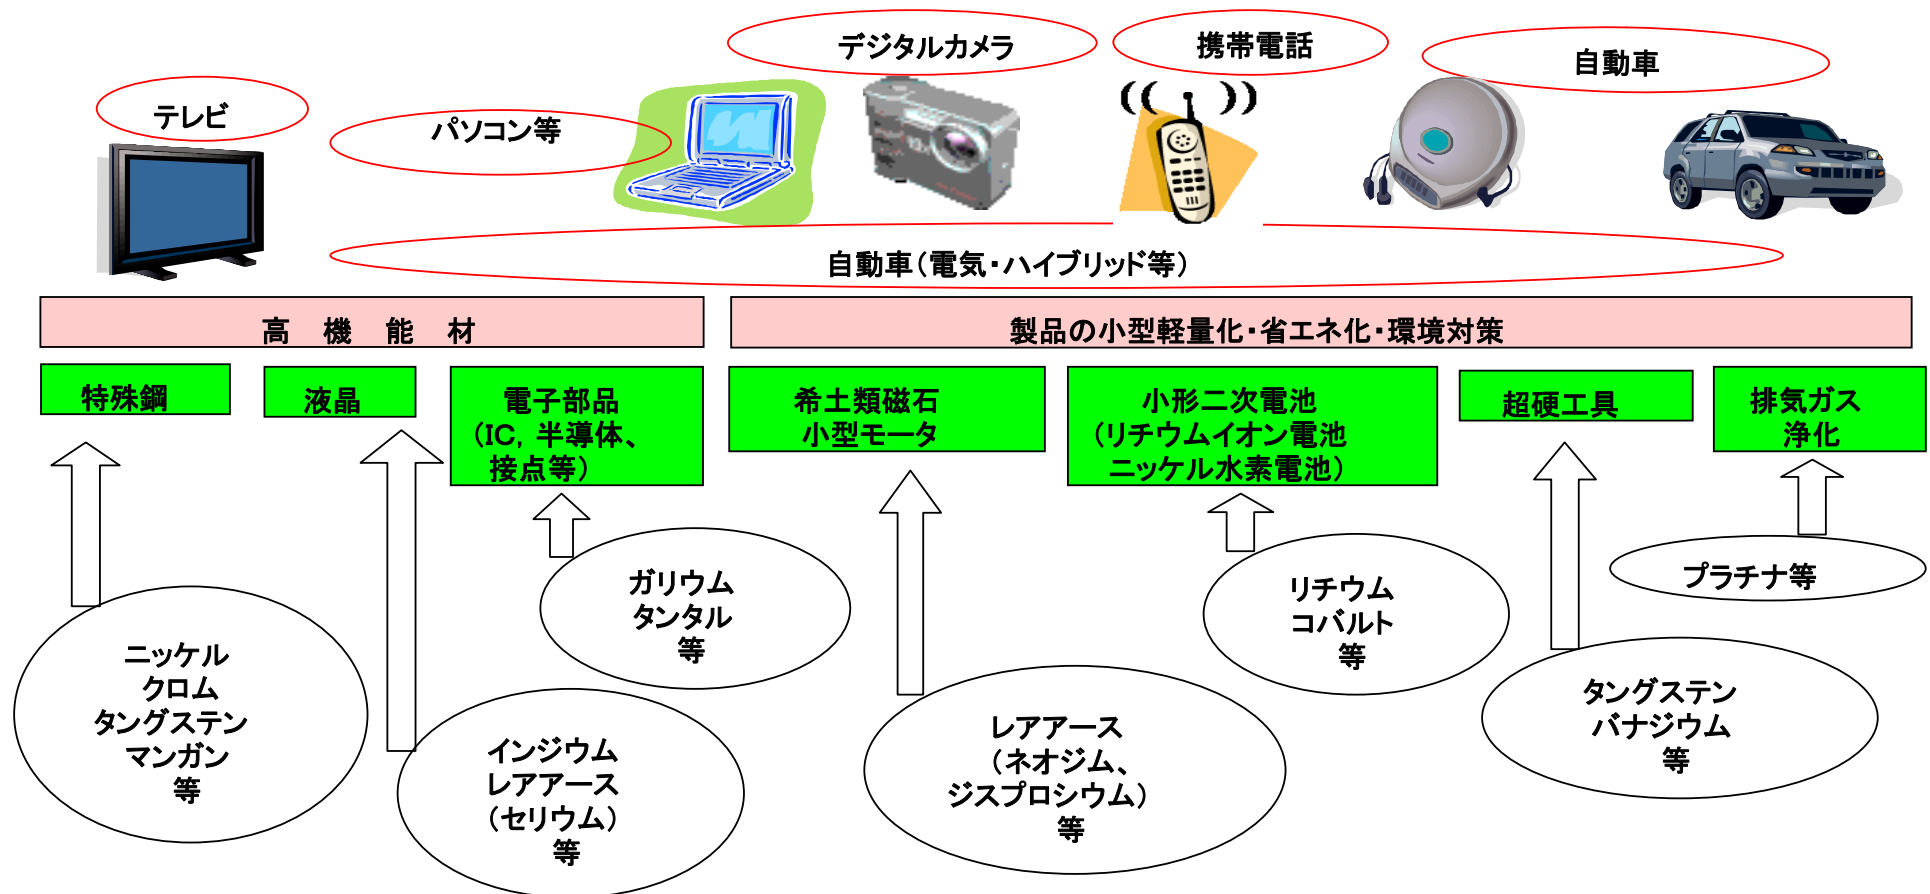 デジタルカメラ
携帯電話
自動車
テレビ
パソコン等
自動車(電気・ハイブリッド等)
高 機 能 材
製品の小型軽量化・省エネ化・環境対策
特殊鋼
液晶
電子部品
(IC, 半導体、
接点等)
希土類磁石
小型モータ
小形二次電池
(リチウムイオン電池
ニッケル水素電池)
超硬工具
排気ガス
浄化
ニッケル
クロム
タングステン
マンガン
等
インジウム
レアアース
(セリウム)
等
ガリウム
タンタル
等
レアアース
(ネオジム、
ジスプロシウム)
等
リチウム
コバルト
等
タングステン
バナジウム
等
プラチナ等